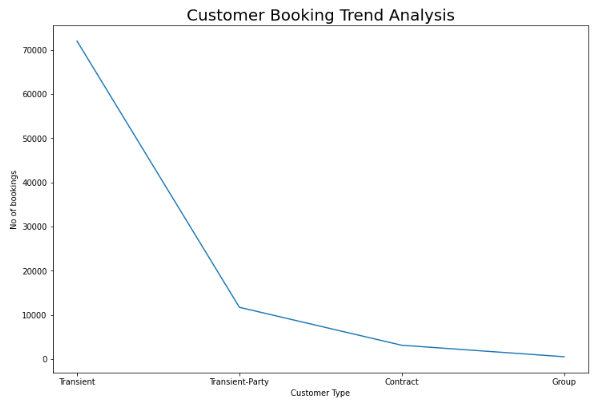 Customer Booking Trend Analysis
70000
60000
50000
40000
30000
20000
10000
0
No of bookings
Transient Transient-Party Contract Group
Customer Type